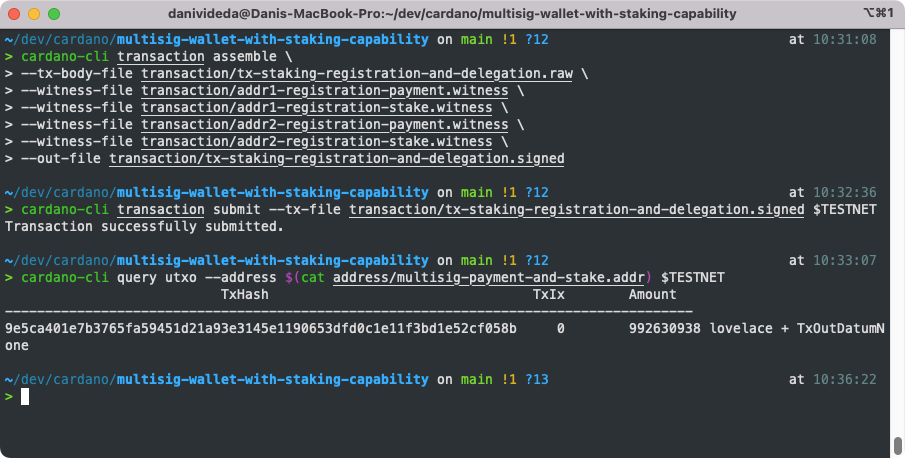 danivideda@Danis-MacBook-Pro:~/dev/cardano/multisig-wallet-with-staking-capability ⌥⌘1
~/dev/cardano/multisig-wallet-with-staking-capability on main !1 ?12 at 10:31:08
> cardano-cli transaction assemble \
> --tx-body-file transaction/tx-staking-registration-and-delegation.raw \
> --witness-file transaction/addr1-registration-payment.witness \
> --witness-file transaction/addr1-registration-stake.witness \
> --witness-file transaction/addr2-registration-payment.witness \
> --witness-file transaction/addr2-registration-stake.witness \
> --out-file transaction/tx-staking-registration-and-delegation.signed
~/dev/cardano/multisig-wallet-with-staking-capability on main !1 ?12 at 10:32:36
> cardano-cli transaction submit --tx-file transaction/tx-staking-registration-and-delegation.signed $TESTNET
Transaction successfully submitted.
~/dev/cardano/multisig-wallet-with-staking-capability on main !1 ?12 at 10:33:07
> cardano-cli query utxo --address $(cat address/multisig-payment-and-stake.addr) $TESTNET
TxHash TxIx Amount
--------------------------------------------------------------------------------------
9e5ca401e7b3765fa59451d21a93e3145e1190653dfd0c1e11f3bd1e52cf058b 0 992630938 lovelace + TxOutDatumN
one
~/dev/cardano/multisig-wallet-with-staking-capability on main !1 ?13 at 10:36:22
>